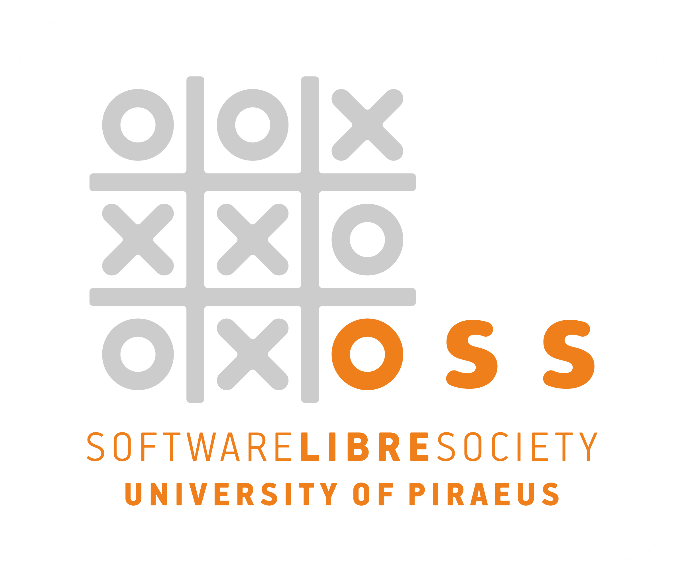 O O X
X X O
O X O S S
SOFTWARELIBRESOCIETY
UNIVERSITY OF PIRAEUS